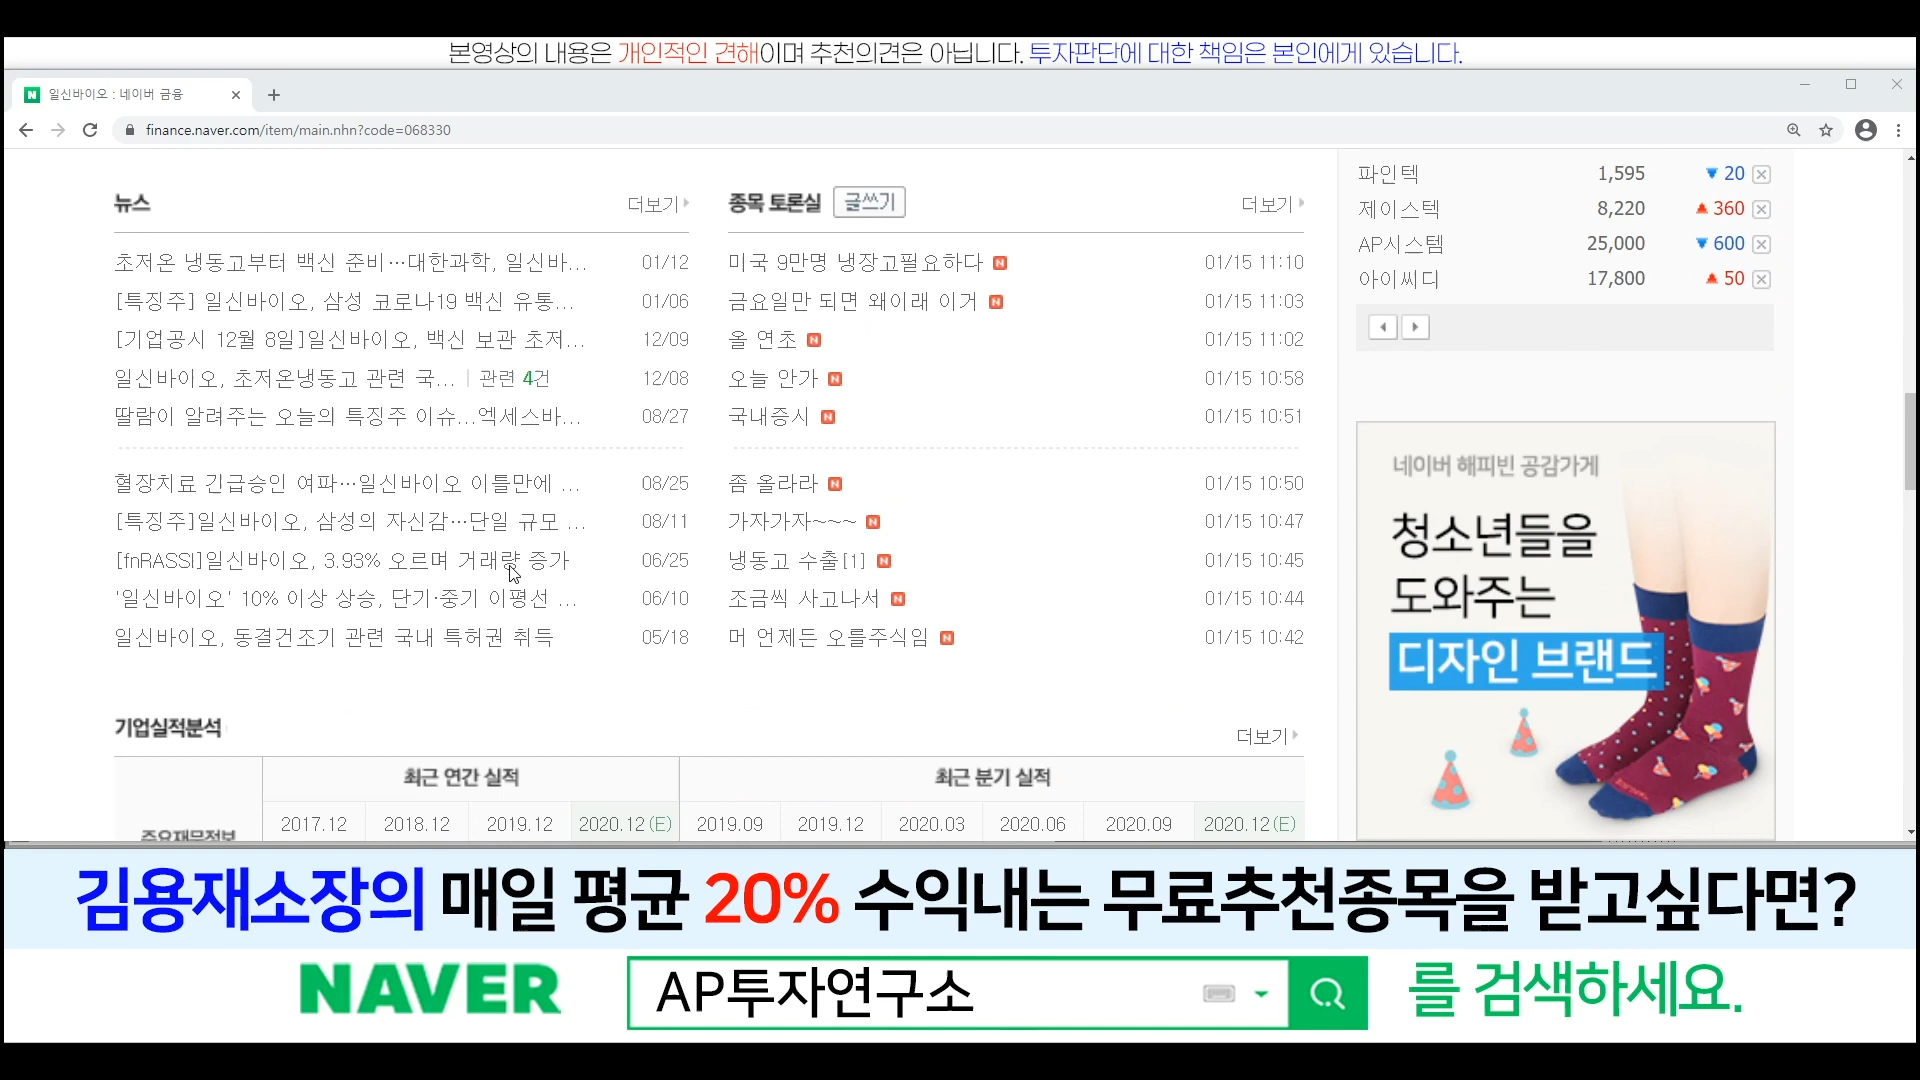 본영상의 내용은 개인적인 견해이며 추천의견은 아닙니다. 투자판단에 대한 책임은 본인에게 있습니다.
일신바이오 : 네이버 금융
finance.naver.com/item/main.nhn?code=068330
뉴스 더보기
초저온 냉동고부터 백신 준비…대한과학, 일신바... 01/12
[특징주] 일신바이오, 삼성 코로나19 백신 유통... 01/06
[기업공시 12월 8일]일신바이오, 백신 보관 초저... 12/09
일신바이오, 초저온냉동고 관련 국... 관련 4건 12/08
딸람이 알려주는 오늘의 특징주 이슈...엑세스바... 08/27
혈장치료 긴급승인 여파…일신바이오 이틀만에 ... 08/25
[특징주]일신바이오, 삼성의 자신감…단일 규모 ... 08/11
[fnRASSI]일신바이오, 3.93% 오르며 거래량 증가 06/25
'일신바이오' 10% 이상 상승, 단기·중기 이평선 ... 06/10
일신바이오, 동결건조기 관련 국내 특허권 취득 05/18
종목 토론실 글쓰기 더보기
미국 9만명 냉장고필요하다 N 01/15 11:10
금요일만 되면 왜이래 이거 N 01/15 11:03
올 연초 N 01/15 11:02
오늘 안가 N 01/15 10:58
국내증시 N 01/15 10:51
좀 올라라 N 01/15 10:50
가자가자~~~ N 01/15 10:47
냉동고 수출[1] N 01/15 10:45
조금씩 사고나서 N 01/15 10:44
머 언제든 오를주식임 N 01/15 10:42
파인텍 1,595 ▼ 20
제이스텍 8,220 ▲ 360
AP시스템 25,000 ▼ 600
아이씨디 17,800 ▲ 50
네이버 해피빈 공감가게
청소년들을
도와주는
디자인 브랜드
기업실적분석 더보기
최근 연간 실적 최근 분기 실적
주요재무정보 2017.12 2018.12 2019.12 2020.12 (E) 2019.09 2019.12 2020.03 2020.06 2020.09 2020.12 (E)
김용재소장의 매일 평균 20% 수익내는 무료추천종목을 받고싶다면?
NAVER AP투자연구소 를 검색하세요.